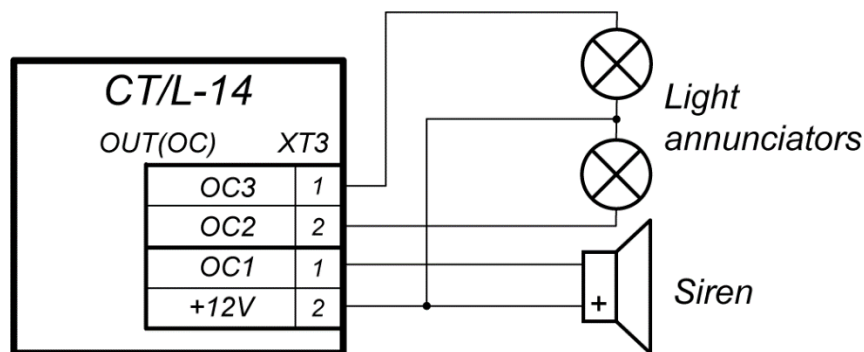 CT/L-14
OUT(OC) XT3
OC3 1
OC2 2
OC1 1
+12V 2
Light
annunciators
+
Siren